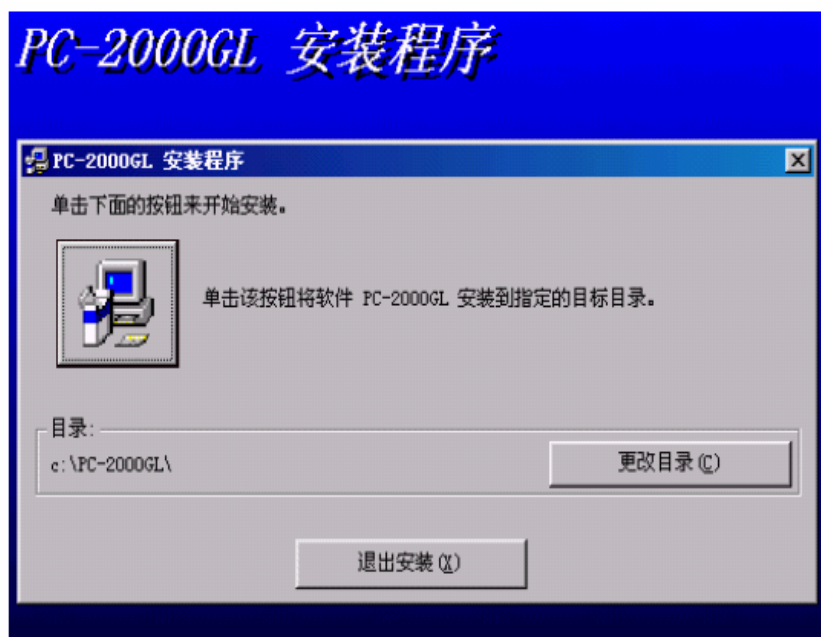 PC-2000GL 安装程序
PC-2000GL 安装程序
单击下面的按钮来开始安装。
单击该按钮将软件 PC-2000GL 安装到指定的目标目录。
目录:
c:\PC-2000GL\
更改目录(C)
退出安装(X)